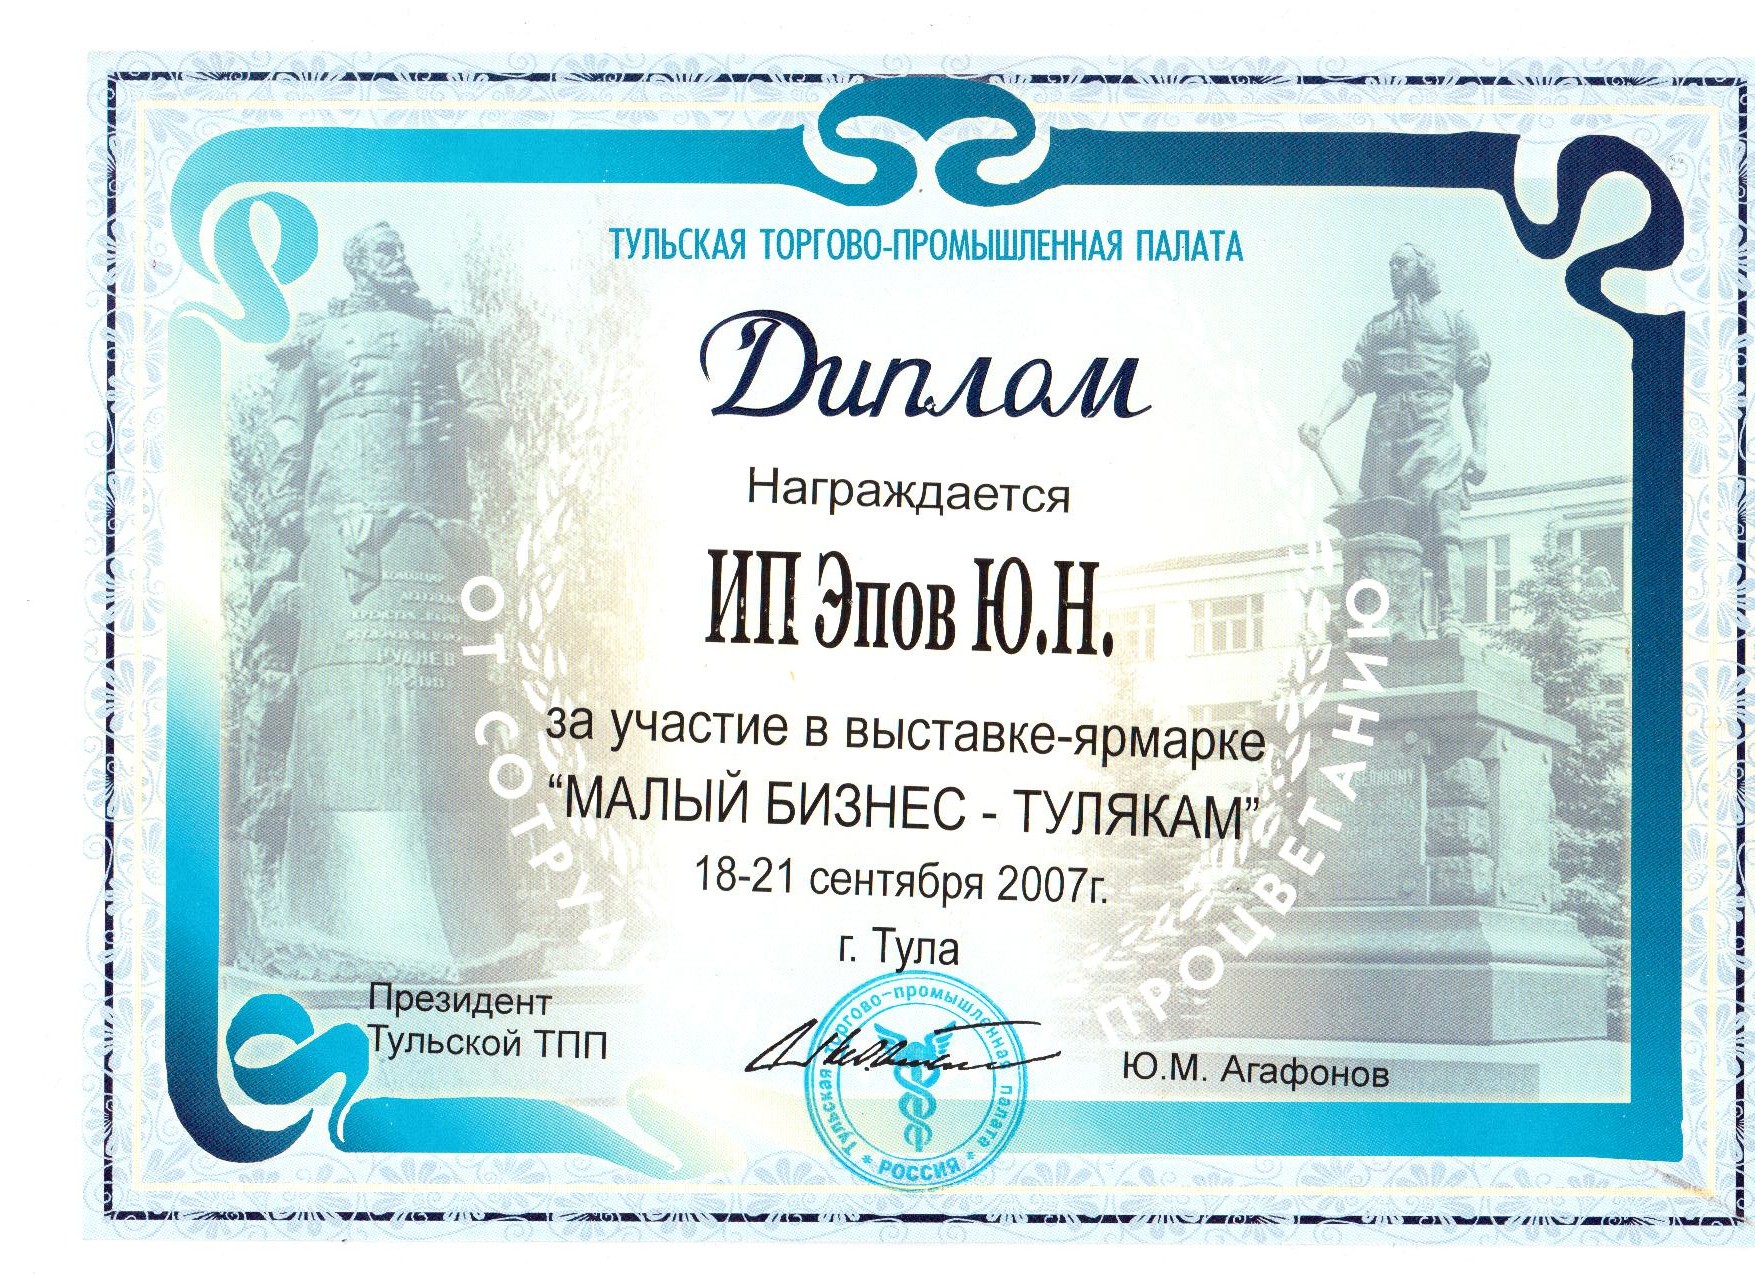 ТУЛЬСКАЯ ТОРГОВО-ПРОМЫШЛЕННАЯ ПАЛАТА
Диплом
Награждается
ИП Эпов Ю.Н.
за участие в выставке-ярмарке
“МАЛЫЙ БИЗНЕС - ТУЛЯКАМ”
18-21 сентября 2007г.
г. Тула
ОТ СОТРУД
ПРОЦВЕТАНИЮ
Президент
Тульской ТПП
Ю.М. Агафонов
Тульская торгово-промышленная палата
* РОССИЯ *